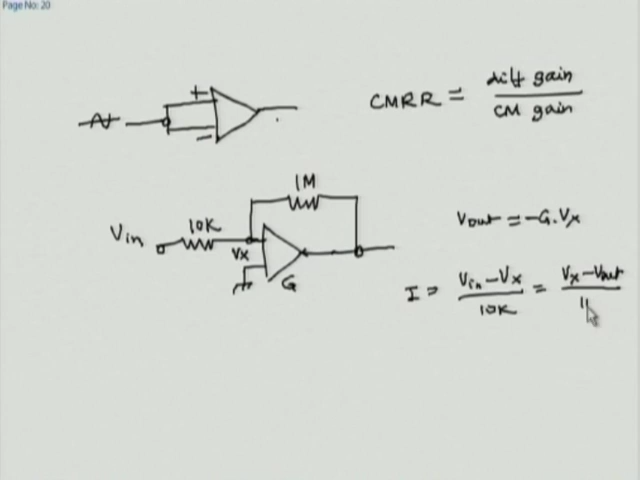 Page No: 20
+
-
CMRR = diff gain
CM gain
1M
Vin
10K
Vx
G
Vout = -G.Vx
I = Vin-Vx = Vx-Vout
10K